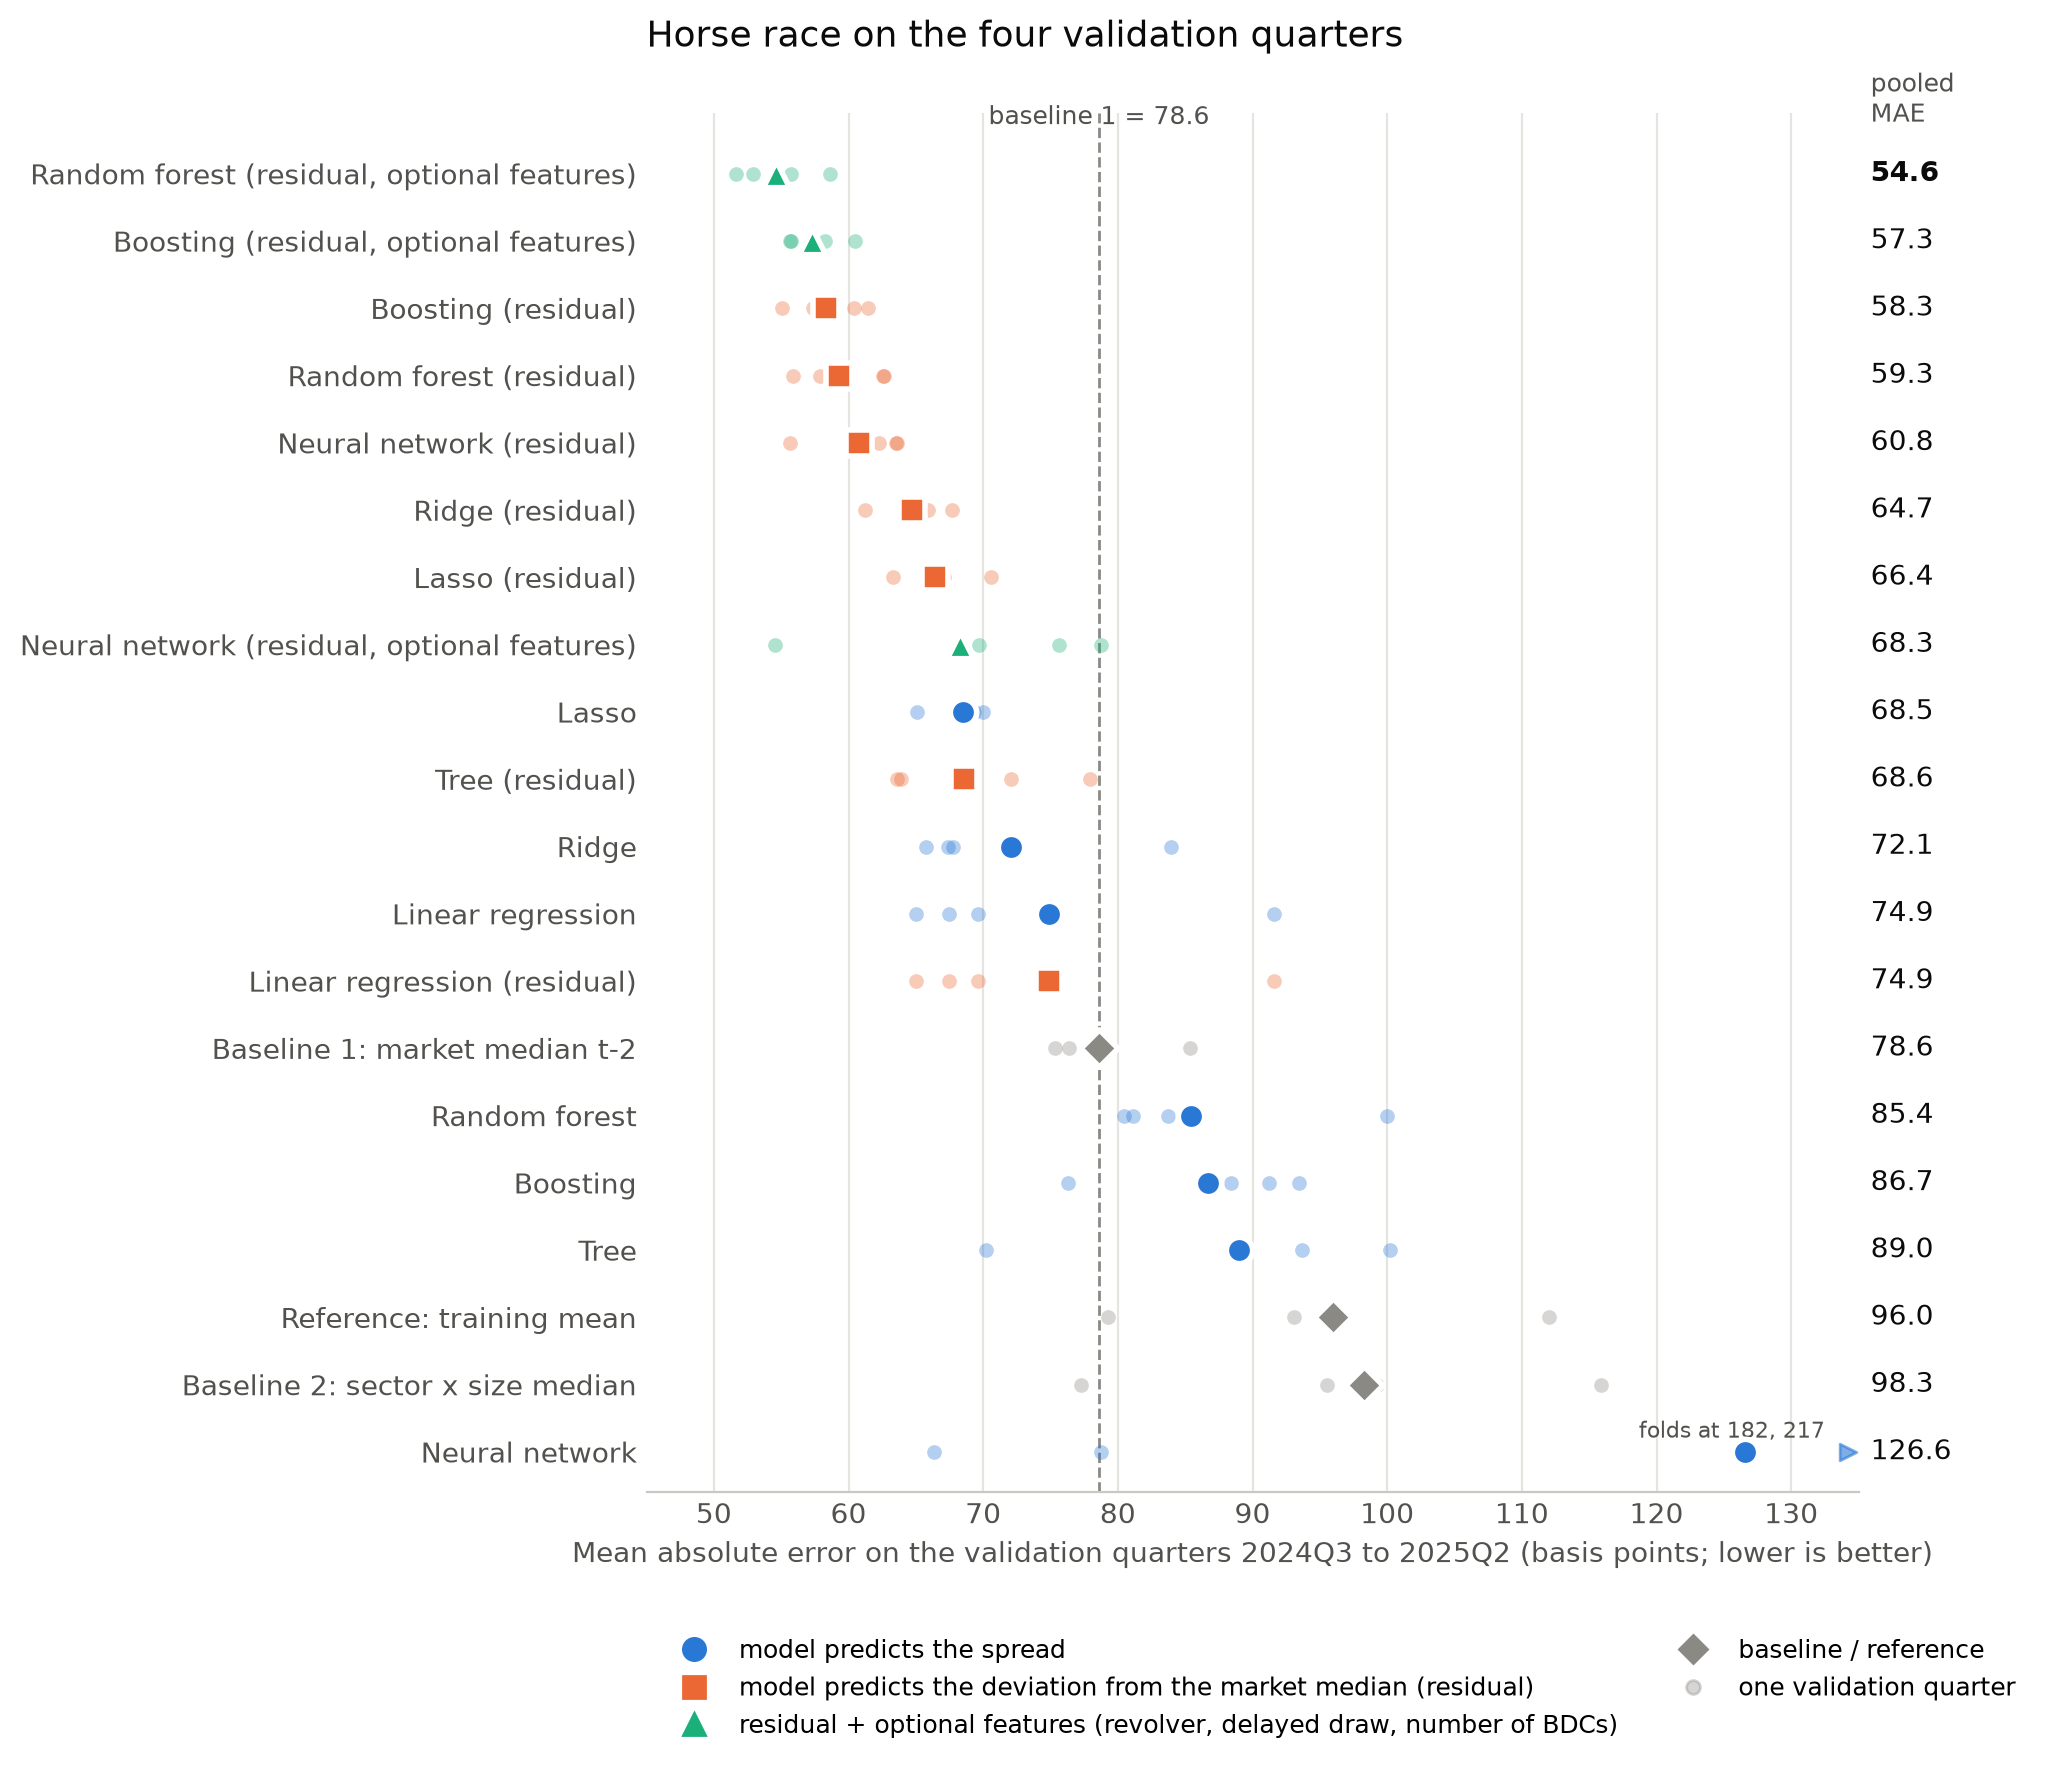 Horse race on the four validation quarters
pooled
MAE
baseline 1 = 78.6
Random forest (residual, optional features) 54.6
Boosting (residual, optional features) 57.3
Boosting (residual) 58.3
Random forest (residual) 59.3
Neural network (residual) 60.8
Ridge (residual) 64.7
Lasso (residual) 66.4
Neural network (residual, optional features) 68.3
Lasso 68.5
Tree (residual) 68.6
Ridge 72.1
Linear regression 74.9
Linear regression (residual) 74.9
Baseline 1: market median t-2 78.6
Random forest 85.4
Boosting 86.7
Tree 89.0
Reference: training mean 96.0
Baseline 2: sector x size median 98.3
folds at 182, 217
Neural network 126.6
50 60 70 80 90 100 110 120 130
Mean absolute error on the validation quarters 2024Q3 to 2025Q2 (basis points; lower is better)
model predicts the spread
model predicts the deviation from the market median (residual)
residual + optional features (revolver, delayed draw, number of BDCs)
baseline / reference
one validation quarter